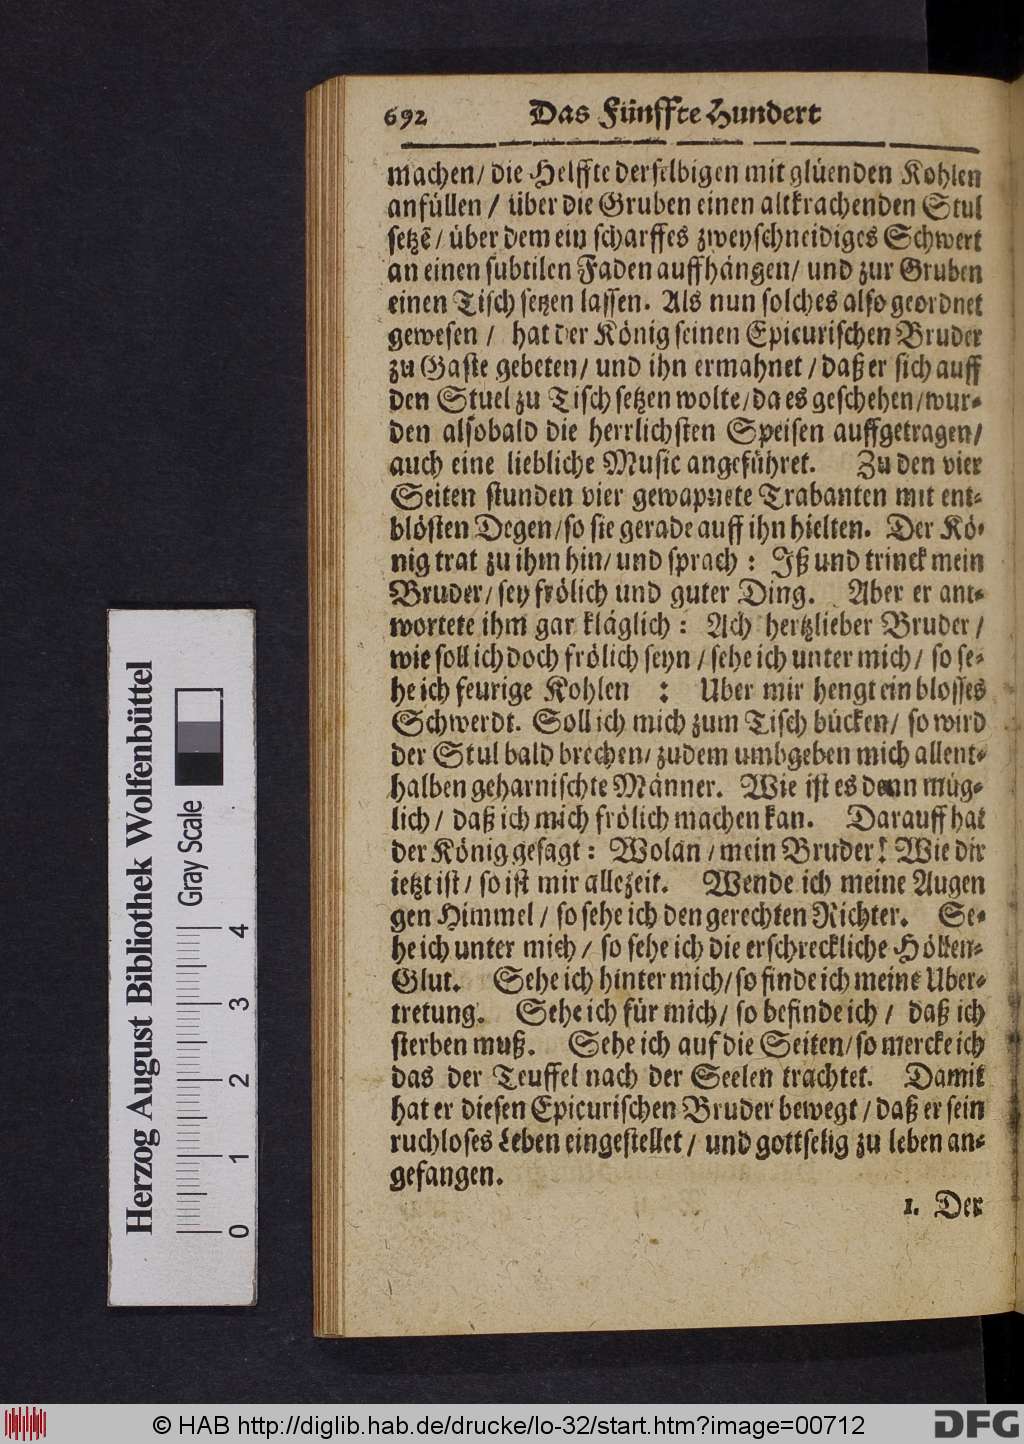 692 Das Fünffte Hundert
machen/ die Helffte derselbigen mit glüenden Kohlen
anfüllen / über die Gruben einen altkrachenden Stul
setzē / über dem ein scharffes zweyschneidiges Schwert
an einen subtilen Faden auffhängen/ und zur Gruben
einen Tisch setzen lassen. Als nun solches also geordnet
gewesen / hat der König seinen Epicurischen Bruder
zu Gaste gebeten/ und ihn ermahnet / daß er sich auff
den Stuel zu Tisch setzen wolte/da es geschehen/wur-
den alsobald die herrlichsten Speisen auffgetragen/
auch eine liebliche Music angeführet. Zu den vier
Seiten stunden vier gewapnete Trabanten mit ent-
blösten Degen/so sie gerade auff ihn hielten. Der Kö-
nig trat zu ihm hin/ und sprach : Iß und trinck mein
Bruder/ sey frölich und guter Ding. Aber er ant-
wortete ihm gar kläglich : Ach hertzlieber Bruder /
wie soll ich doch frölich seyn / sehe ich unter mich/ so se-
he ich feurige Kohlen : Uber mir hengt ein blosses
Schwerdt. Soll ich mich zum Tisch bücken/ so wird
der Stul bald brechen/ zudem umbgeben mich allent-
halben geharnischte Männer. Wie ist es denn müg-
lich / daß ich mich frölich machen kan. Darauff hat
der König gesagt : Wolan / mein Bruder! Wie dir
ietzt ist / so ist mir allezeit. Wende ich meine Augen
gen Himmel / so sehe ich den gerechten Richter. Se-
he ich unter mich / so sehe ich die erschreckliche Höllen-
Glut. Sehe ich hinter mich/ so finde ich meine Uber-
tretung. Sehe ich für mich/ so befinde ich / daß ich
sterben muß. Sehe ich auf die Seiten/so mercke ich
das der Teuffel nach der Seelen trachtet. Damit
hat er diesen Epicurischen Bruder bewegt / daß er sein
ruchloses Leben eingestellet / und gottselig zu leben an-
gefangen.
1. Der
Herzog August Bibliothek Wolfenbüttel
Gray Scale
0 1 2 3 4
© HAB http://diglib.hab.de/drucke/lo-32/start.htm?image=00712
DFG